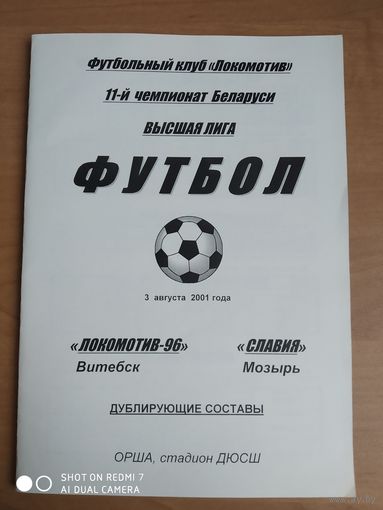 Футбольный клуб «Локомотив»
11-й чемпионат Беларуси
ВЫСШАЯ ЛИГА
ФУТБОЛ
3 августа 2001 года
«ЛОКОМОТИВ-96» «СЛАВИЯ»
Витебск Мозырь
ДУБЛИРУЮЩИЕ СОСТАВЫ
ОРША, стадион ДЮСШ
SHOT ON REDMI 7
AI DUAL CAMERA